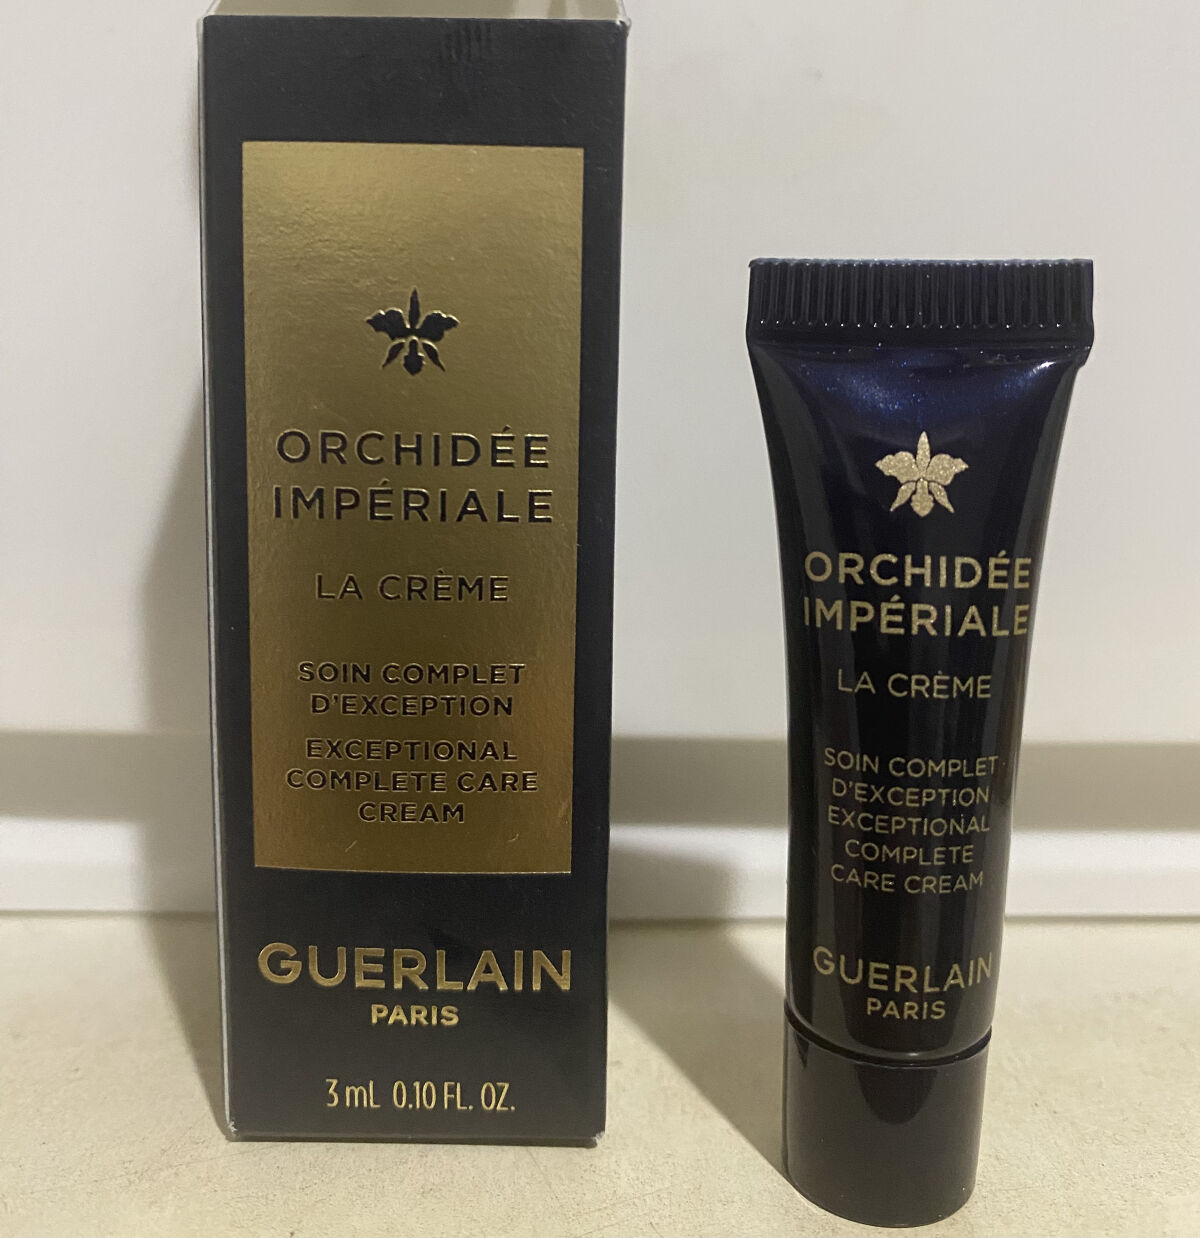 ORCHIDÉE
IMPÉRIALE
LA CRÈME
SOIN COMPLET
D'EXCEPTION
EXCEPTIONAL
COMPLETE CARE
CREAM
GUERLAIN
PARIS
3 mL 0.10 FL. OZ.
ORCHIDÉE
IMPÉRIALE
LA CRÈME
SOIN COMPLET
D'EXCEPTION
EXCEPTIONAL
COMPLETE
CARE CREAM
GUERLAIN
PARIS